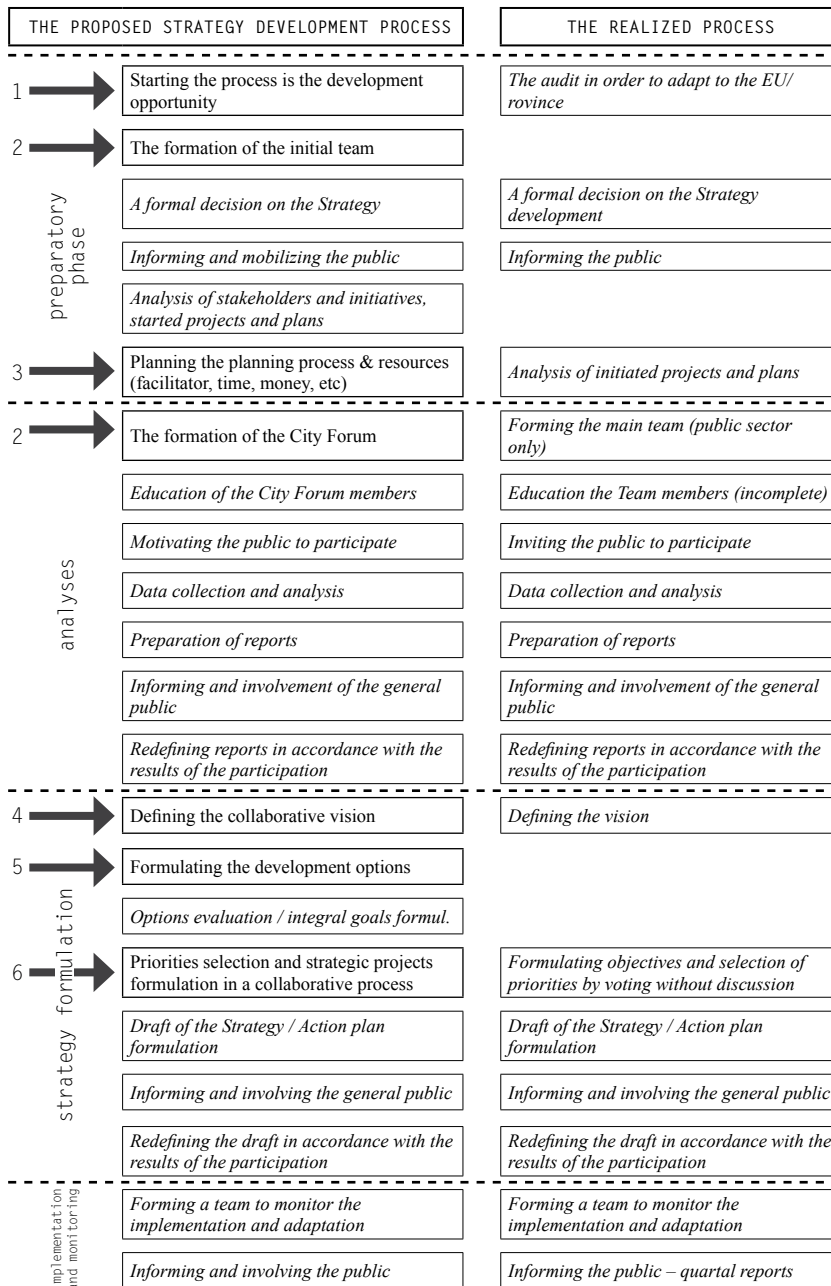 THE PROPOSED STRATEGY DEVELOPMENT PROCESS
THE REALIZED PROCESS
1
Starting the process is the development
opportunity
The audit in order to adapt to the EU/
rovince
2
The formation of the initial team
preparatory
phase
A formal decision on the Strategy
A formal decision on the Strategy
development
Informing and mobilizing the public
Informing the public
Analysis of stakeholders and initiatives,
started projects and plans
3
Planning the planning process & resources
(facilitator, time, money, etc)
Analysis of initiated projects and plans
2
The formation of the City Forum
Forming the main team (public sector
only)
analyses
Education of the City Forum members
Education the Team members (incomplete)
Motivating the public to participate
Inviting the public to participate
Data collection and analysis
Data collection and analysis
Preparation of reports
Preparation of reports
Informing and involvement of the general
public
Informing and involvement of the general
public
Redefining reports in accordance with the
results of the participation
Redefining reports in accordance with the
results of the participation
4
Defining the collaborative vision
Defining the vision
5
Formulating the development options
strategy formulation
Options evaluation / integral goals formul.
6
Priorities selection and strategic projects
formulation in a collaborative process
Formulating objectives and selection of
priorities by voting without discussion
Draft of the Strategy / Action plan
formulation
Draft of the Strategy / Action plan
formulation
Informing and involving the general public
Informing and involving the general public
Redefining the draft in accordance with the
results of the participation
Redefining the draft in accordance with the
results of the participation
mplementation
and monitoring
Forming a team to monitor the
implementation and adaptation
Forming a team to monitor the
implementation and adaptation
Informing and involving the public
Informing the public – quartal reports